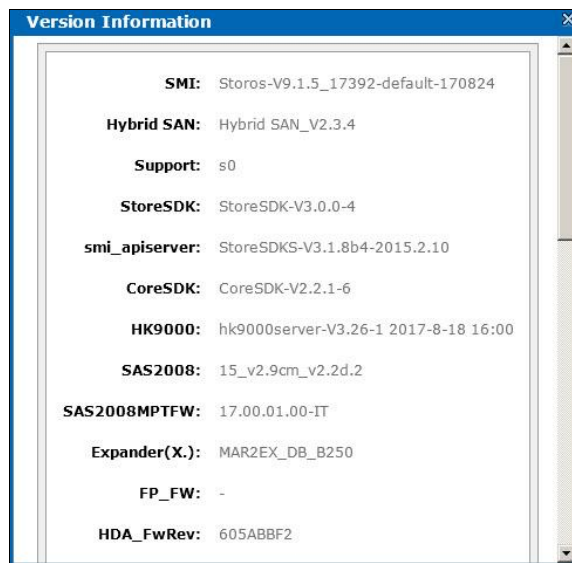 Version Information
SMI: Storos-V9.1.5_17392-default-170824
Hybrid SAN: Hybrid SAN_V2.3.4
Support: s0
StoreSDK: StoreSDK-V3.0.0-4
smi_apiserver: StoreSDKS-V3.1.8b4-2015.2.10
CoreSDK: CoreSDK-V2.2.1-6
HK9000: hk9000server-V3.26-1 2017-8-18 16:00
SAS2008: 15_v2.9cm_v2.2d.2
SAS2008MPTFW: 17.00.01.00-IT
Expander(X.): MAR2EX_DB_B250
FP_FW: -
HDA_FwRev: 605ABBF2